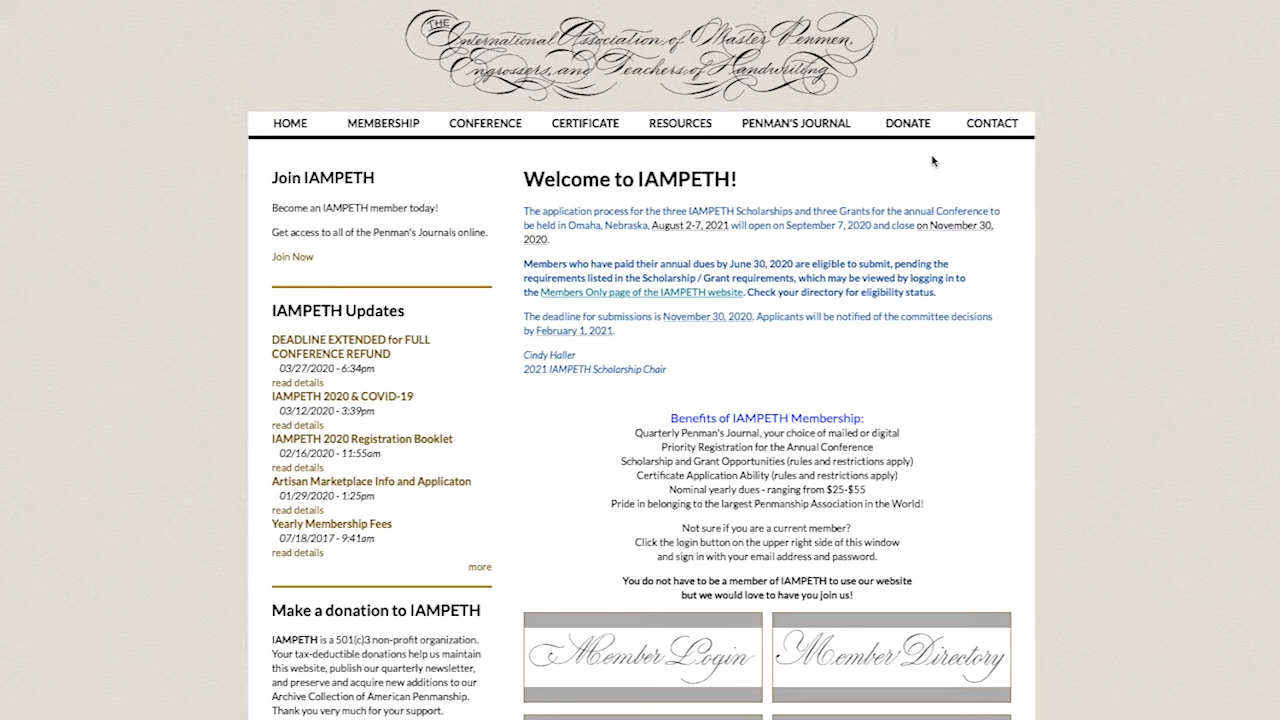 THE
International Association of Master Penmen,
Engrossers, and Teachers of Handwriting
HOME MEMBERSHIP CONFERENCE CERTIFICATE RESOURCES PENMAN'S JOURNAL DONATE CONTACT
Join IAMPETH
Become an IAMPETH member today!
Get access to all of the Penman's Journals online.
Join Now
IAMPETH Updates
DEADLINE EXTENDED for FULL
CONFERENCE REFUND
03/27/2020 - 6:34pm
read details
IAMPETH 2020 & COVID-19
03/12/2020 - 3:39pm
read details
IAMPETH 2020 Registration Booklet
02/16/2020 - 11:55am
read details
Artisan Marketplace Info and Applicaton
01/29/2020 - 1:25pm
read details
Yearly Membership Fees
07/18/2017 - 9:41am
read details
more
Make a donation to IAMPETH
IAMPETH is a 501(c)3 non-profit organization.
Your tax-deductible donations help us maintain
this website, publish our quarterly newsletter,
and preserve and acquire new additions to our
Archive Collection of American Penmanship.
Thank you very much for your support.
Welcome to IAMPETH!
The application process for the three IAMPETH Scholarships and three Grants for the annual Conference to
be held in Omaha, Nebraska, August 2-7, 2021 will open on September 7, 2020 and close on November 30,
2020.
Members who have paid their annual dues by June 30, 2020 are eligible to submit, pending the
requirements listed in the Scholarship / Grant requirements, which may be viewed by logging in to
the Members Only page of the IAMPETH website. Check your directory for eligibility status.
The deadline for submissions is November 30, 2020. Applicants will be notified of the committee decisions
by February 1, 2021.
Cindy Haller
2021 IAMPETH Scholarship Chair
Benefits of IAMPETH Membership:
Quarterly Penman's Journal, your choice of mailed or digital
Priority Registration for the Annual Conference
Scholarship and Grant Opportunities (rules and restrictions apply)
Certificate Application Ability (rules and restrictions apply)
Nominal yearly dues - ranging from $25-$55
Pride in belonging to the largest Penmanship Association in the World!
Not sure if you are a current member?
Click the login button on the upper right side of this window
and sign in with your email address and password.
You do not have to be a member of IAMPETH to use our website
but we would love to have you join us!
Member Login
Member Directory